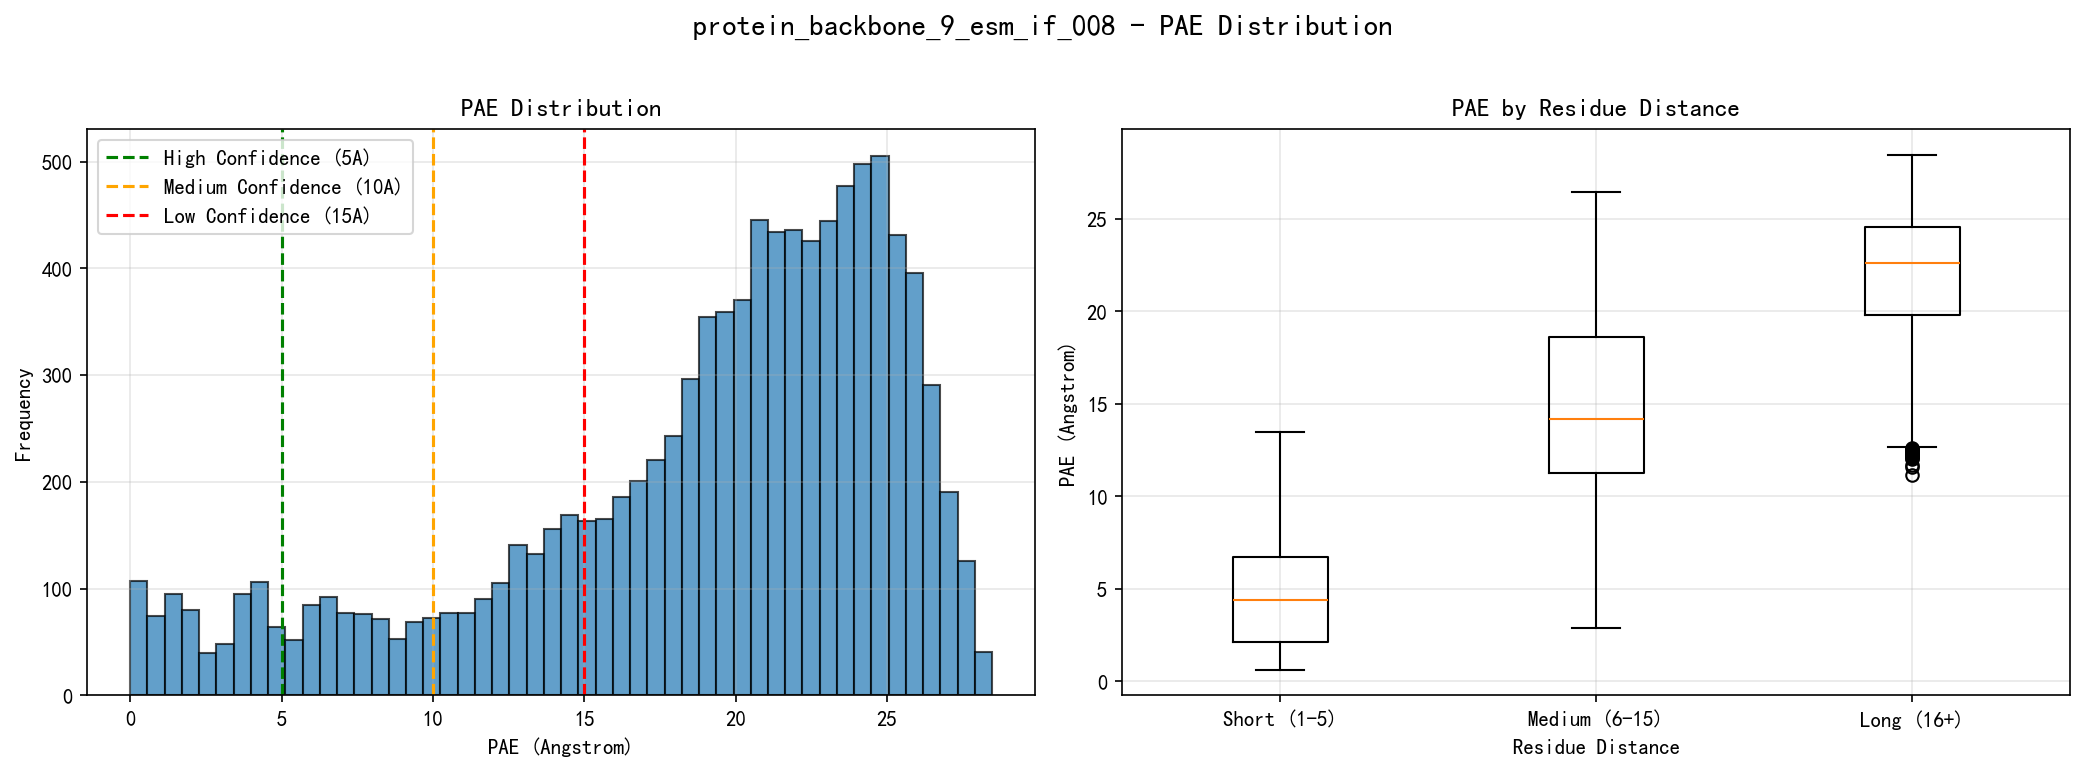 protein_backbone_9_esm_if_008 - PAE Distribution
PAE Distribution
High Confidence (5A)
Medium Confidence (10A)
Low Confidence (15A)
500
400
300
200
100
0
Frequency
0 5 10 15 20 25
PAE (Angstrom)
PAE by Residue Distance
25
20
15
10
5
0
PAE (Angstrom)
Short (1-5) Medium (6-15) Long (16+)
Residue Distance